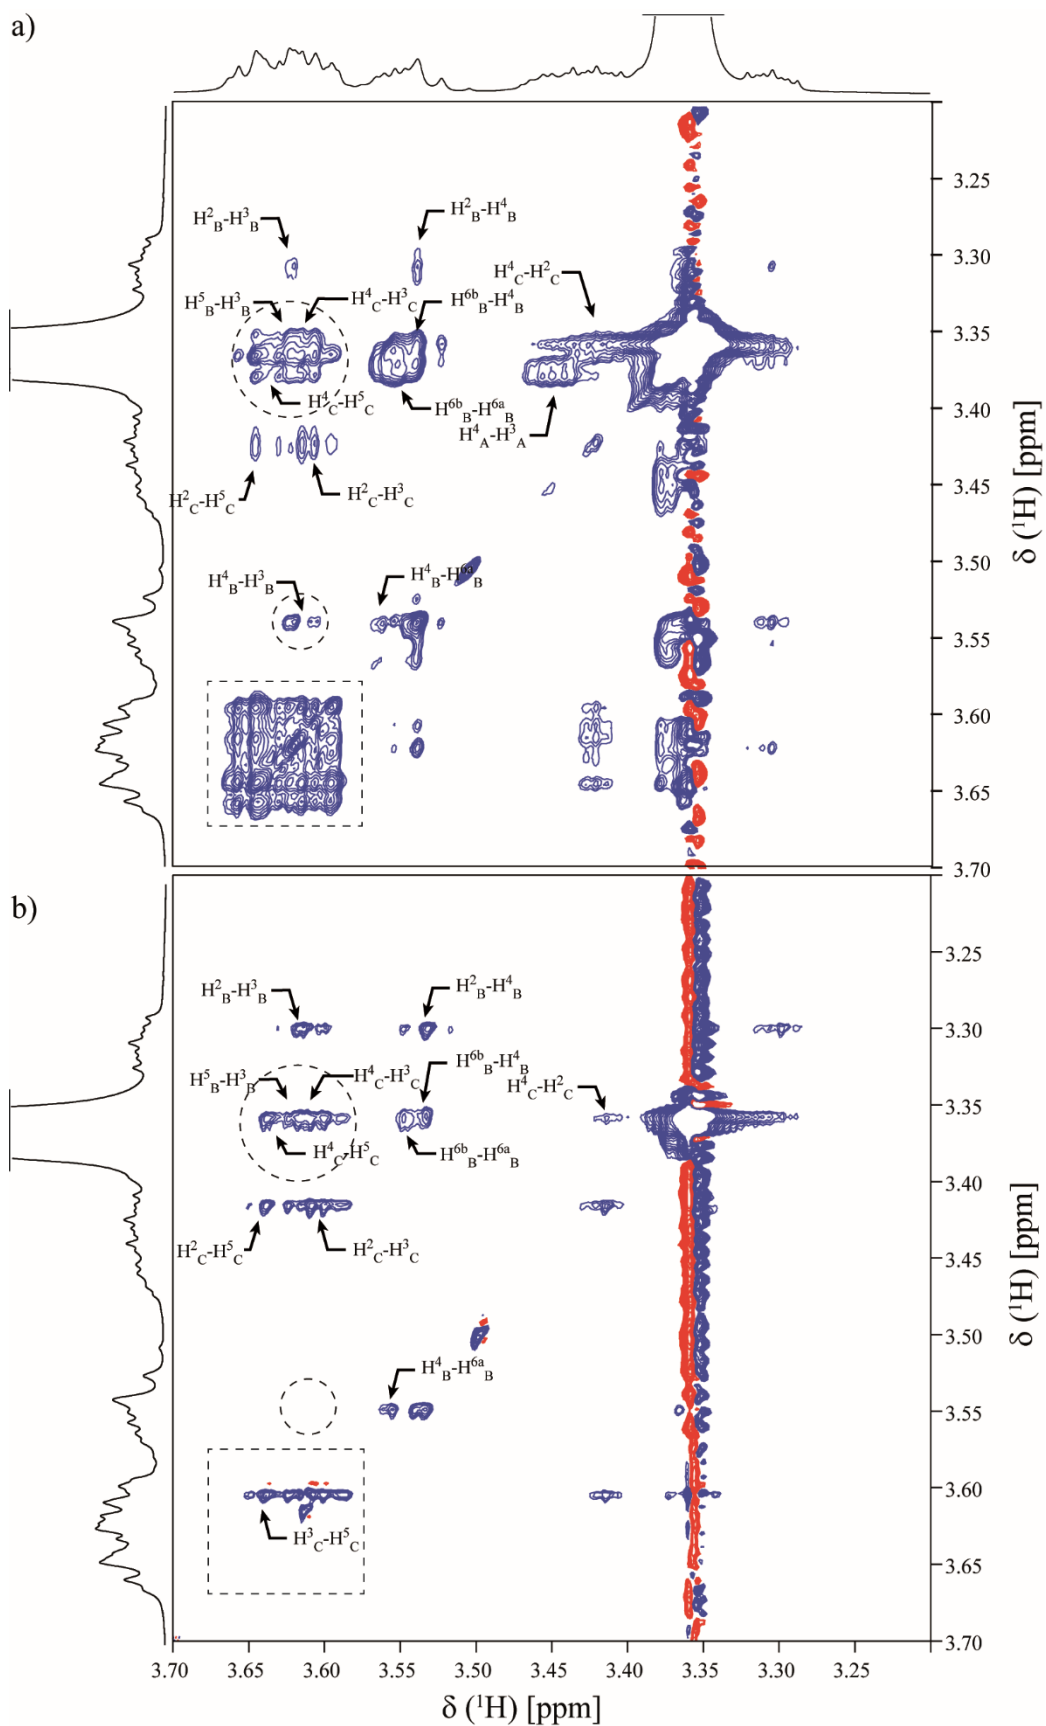 a)
3.25
H²B-H³B
H²B-H⁴B
3.30
H⁴C-H²C
H⁵B-H³B
H⁴C-H³C
H⁶ᵇB-H⁴B
3.35
H⁴C-H⁵C
H⁶ᵇB-H⁶ᵃB
3.40
H⁴A-H³A
3.45
H²C-H⁵C
H²C-H³C
3.50
H⁴B-H³B
H⁴B-H⁶ᵃB
3.55
3.60
3.65
3.70
δ (¹H) [ppm]
b)
3.25
H²B-H³B
H²B-H⁴B
3.30
H⁵B-H³B
H⁴C-H³C
H⁶ᵇB-H⁴B
H⁴C-H²C
3.35
H⁴C-H⁵C
H⁶ᵇB-H⁶ᵃB
3.40
H²C-H⁵C
H²C-H³C
3.45
3.50
H⁴B-H⁶ᵃB
3.55
3.60
H³C-H⁵C
3.65
3.70
δ (¹H) [ppm]
3.70 3.65 3.60 3.55 3.50 3.45 3.40 3.35 3.30 3.25
δ (¹H) [ppm]